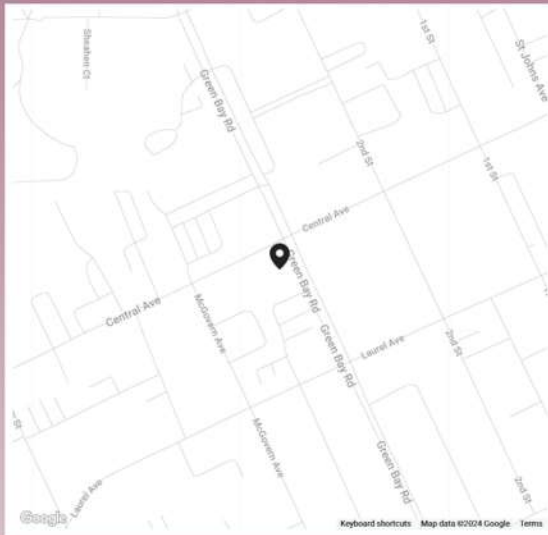 Sheahen Ct
1st St
St Johns Ave
Green Bay Rd
2nd St
1st St
Central Ave
Green Bay Rd
Central Ave
McGovern Ave
Green Bay Rd
Laurel Ave
2nd St
St
McGovern Ave
Green Bay Rd
Laurel Ave
2nd St
Google
Keyboard shortcuts Map data ©2024 Google Terms